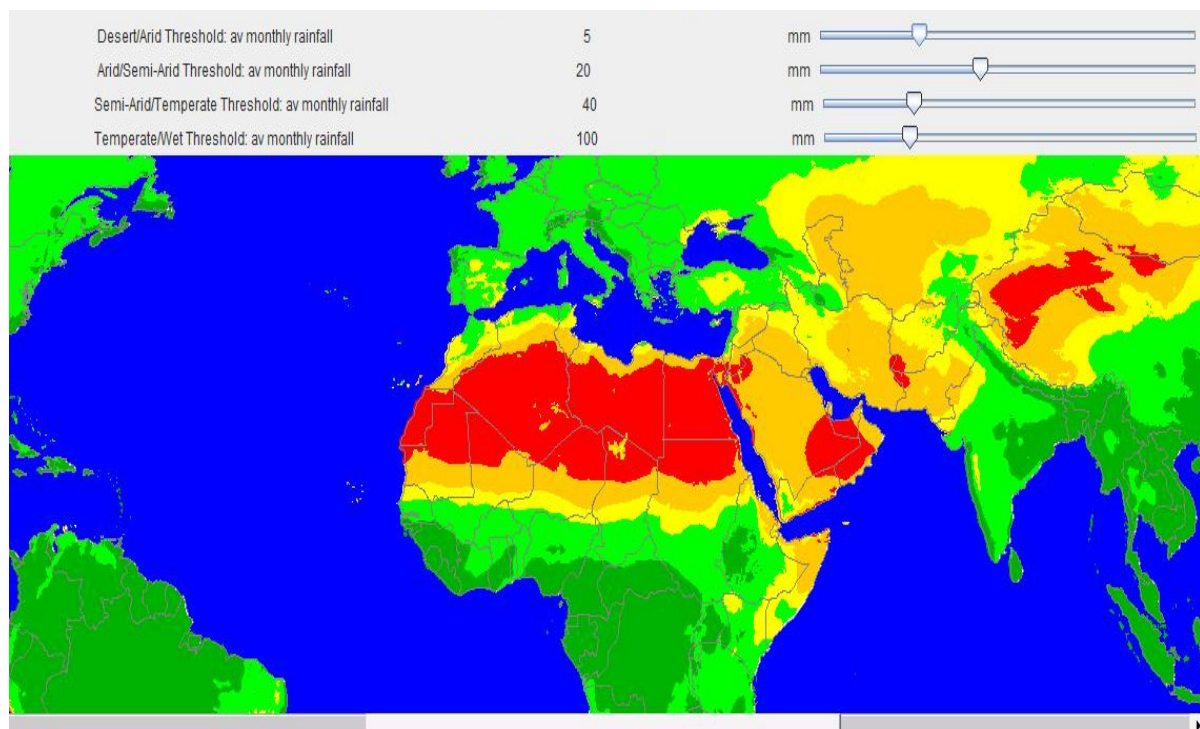 Desert/Arid Threshold: av monthly rainfall 5 mm
Arid/Semi-Arid Threshold: av monthly rainfall 20 mm
Semi-Arid/Temperate Threshold: av monthly rainfall 40 mm
Temperate/Wet Threshold: av monthly rainfall 100 mm